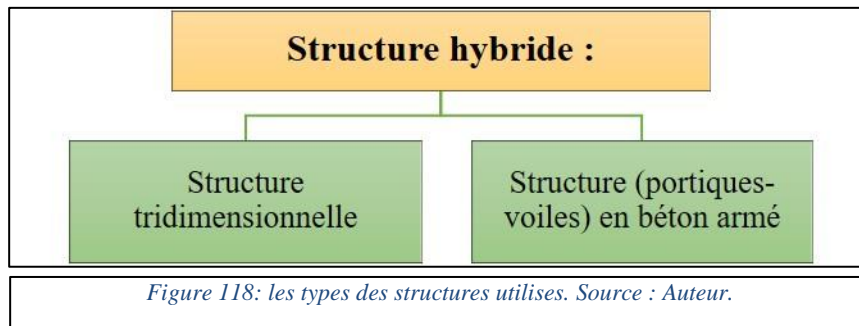 Structure hybride :
Structure
tridimensionnelle
Structure (portiques-
voiles) en béton armé
Figure 118: les types des structures utilises. Source : Auteur.